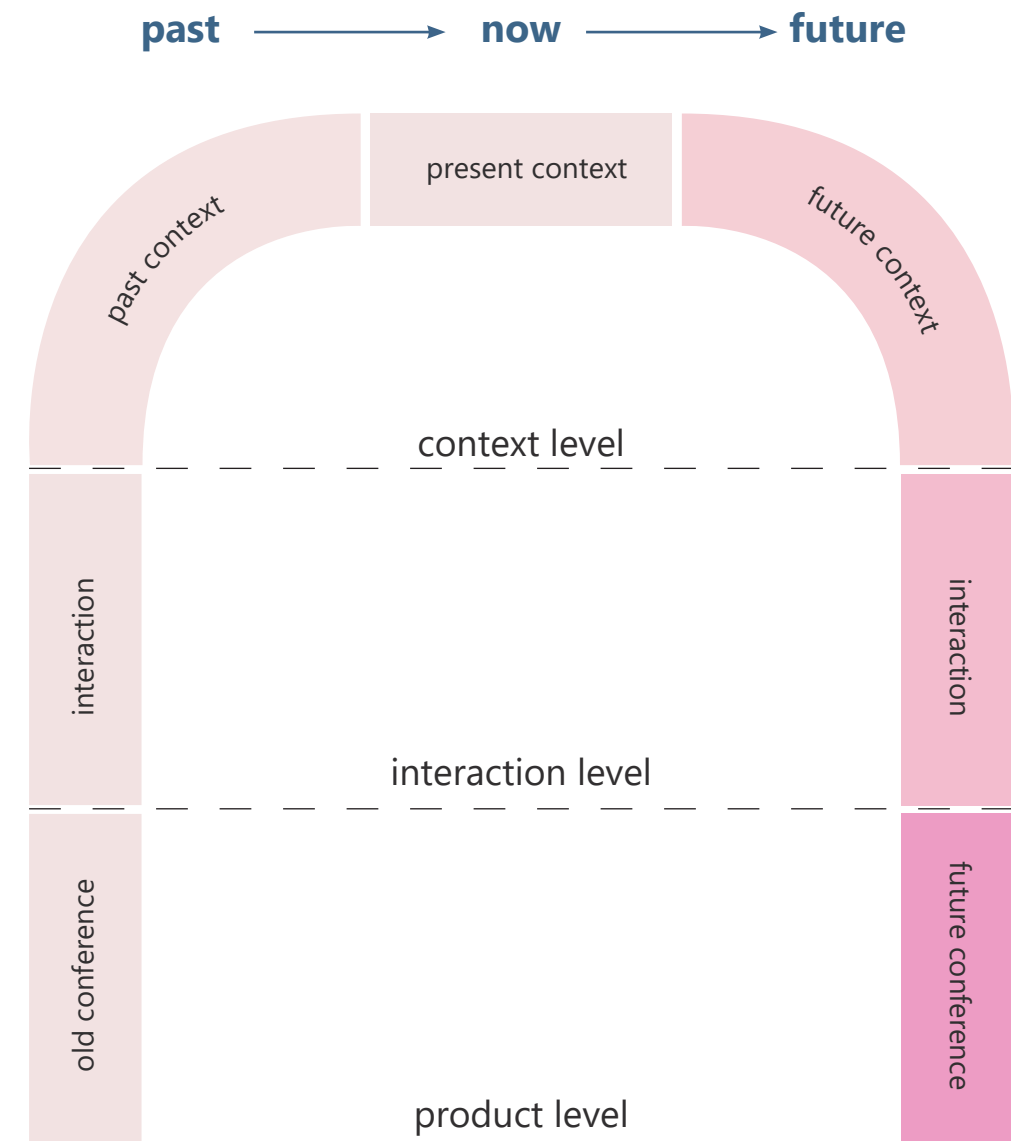 past now future
present context
past context
future context
context level
interaction
interaction
interaction level
old conference
future conference
product level